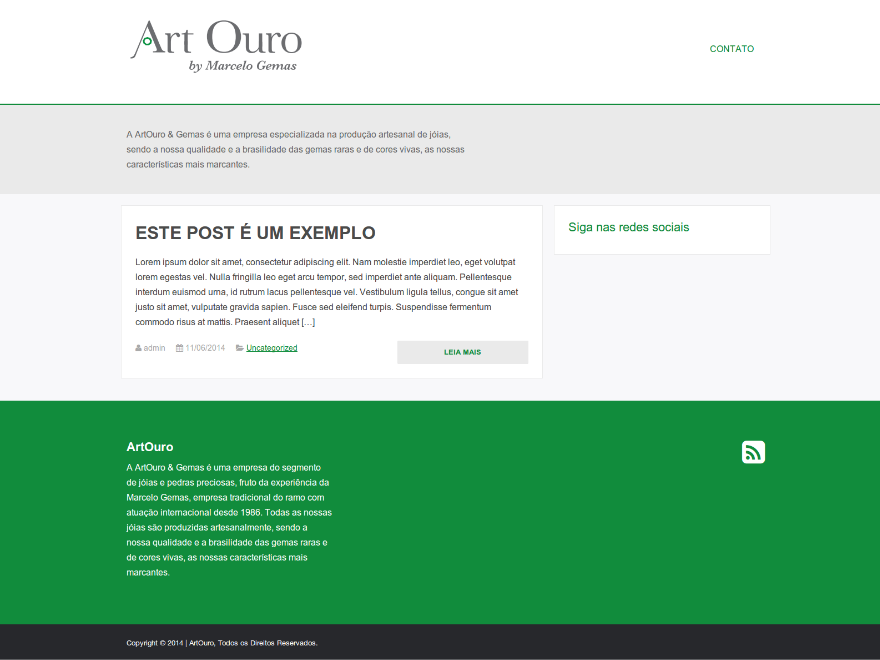 Art Ouro
by Marcelo Gemas
CONTATO
A ArtOuro & Gemas é uma empresa especializada na produção artesanal de jóias,
sendo a nossa qualidade e a brasilidade das gemas raras e de cores vivas, as nossas
características mais marcantes.
ESTE POST É UM EXEMPLO
Lorem ipsum dolor sit amet, consectetur adipiscing elit. Nam molestie imperdiet leo, eget volutpat
lorem egestas vel. Nulla fringilla leo eget arcu tempor, sed imperdiet ante aliquam. Pellentesque
interdum euismod urna, id rutrum lacus pellentesque vel. Vestibulum ligula tellus, congue sit amet
justo sit amet, vulputate gravida sapien. Fusce sed eleifend turpis. Suspendisse fermentum
commodo risus at mattis. Praesent aliquet […]
admin 11/06/2014 Uncategorized
LEIA MAIS
Siga nas redes sociais
ArtOuro
A ArtOuro & Gemas é uma empresa do segmento
de jóias e pedras preciosas, fruto da experiência da
Marcelo Gemas, empresa tradicional do ramo com
atuação internacional desde 1986. Todas as nossas
jóias são produzidas artesanalmente, sendo a
nossa qualidade e a brasilidade das gemas raras e
de cores vivas, as nossas características mais
marcantes.
Copyright © 2014 | ArtOuro, Todos os Direitos Reservados.